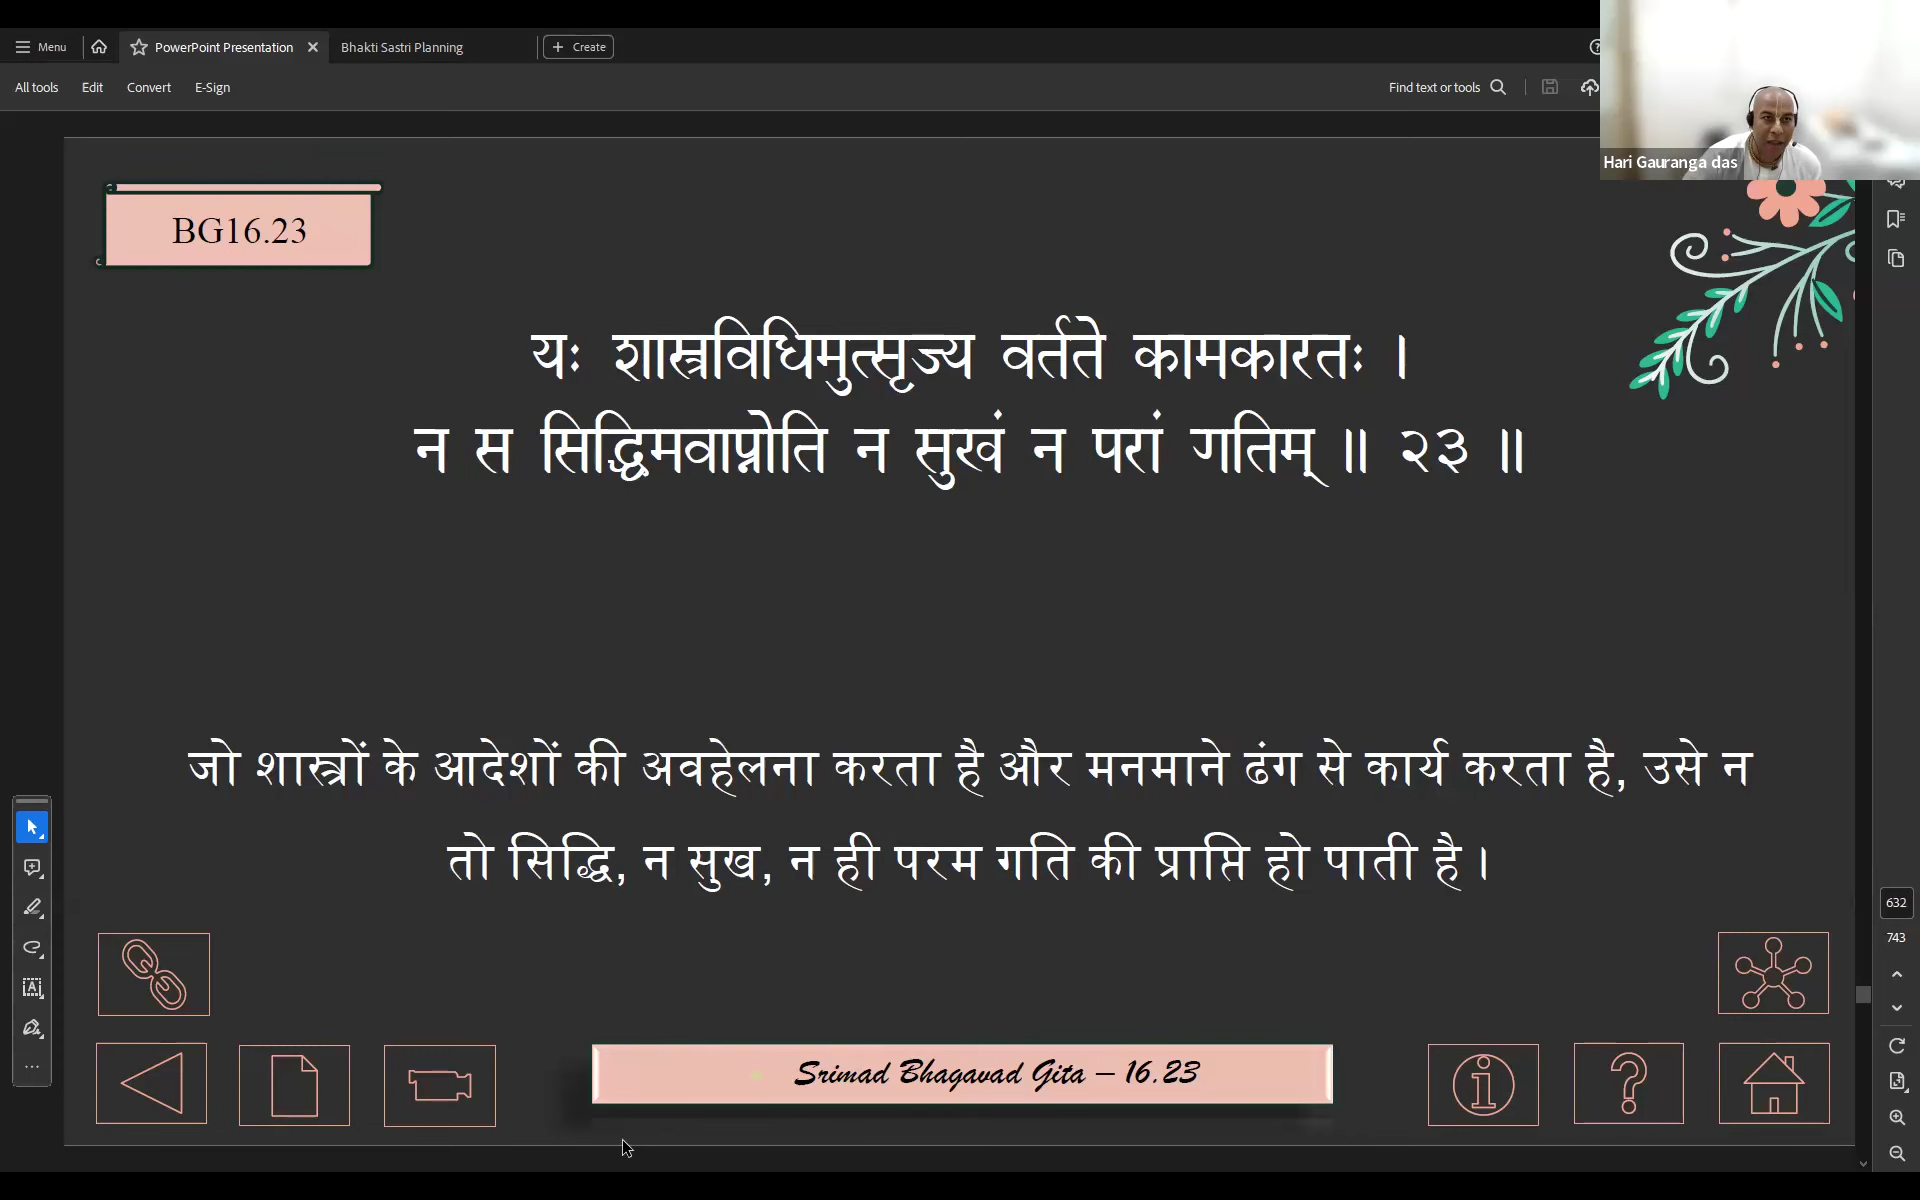 Menu
PowerPoint Presentation
Bhakti Sastri Planning
Create
All tools
Edit
Convert
E-Sign
Find text or tools
Hari Gauranga das
BG16.23
यः शास्त्रविधिमुत्सृज्य वर्तते कामकारतः ।
न स सिद्धिमवाप्नोति न सुखं न परां गतिम् ॥ २३ ॥
जो शास्त्रों के आदेशों की अवहेलना करता है और मनमाने ढंग से कार्य करता है, उसे न
तो सिद्धि, न सुख, न ही परम गति की प्राप्ति हो पाती है।
632
743
Srimad Bhagavad Gita – 16.23